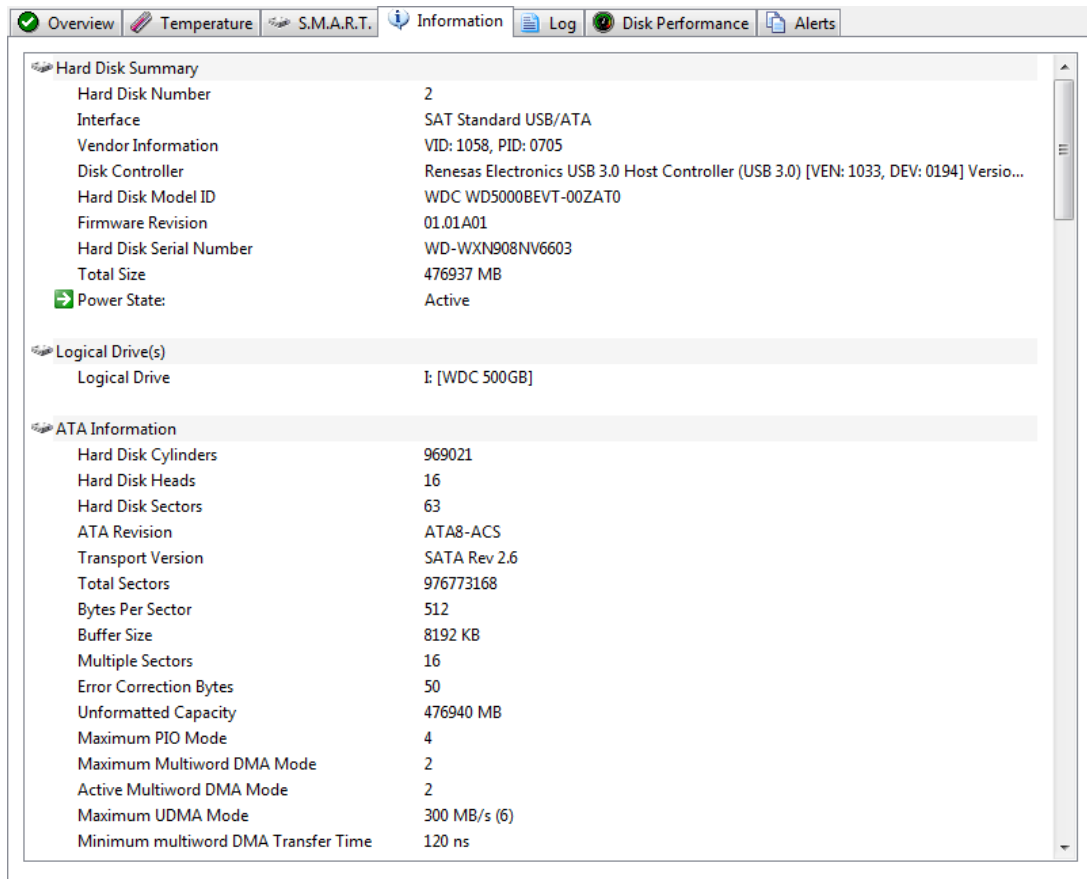 Overview Temperature S.M.A.R.T. Information Log Disk Performance Alerts
Hard Disk Summary
Hard Disk Number 2
Interface SAT Standard USB/ATA
Vendor Information VID: 1058, PID: 0705
Disk Controller Renesas Electronics USB 3.0 Host Controller (USB 3.0) [VEN: 1033, DEV: 0194] Versio...
Hard Disk Model ID WDC WD5000BEVT-00ZAT0
Firmware Revision 01.01A01
Hard Disk Serial Number WD-WXN908NV6603
Total Size 476937 MB
Power State: Active
Logical Drive(s)
Logical Drive I: [WDC 500GB]
ATA Information
Hard Disk Cylinders 969021
Hard Disk Heads 16
Hard Disk Sectors 63
ATA Revision ATA8-ACS
Transport Version SATA Rev 2.6
Total Sectors 976773168
Bytes Per Sector 512
Buffer Size 8192 KB
Multiple Sectors 16
Error Correction Bytes 50
Unformatted Capacity 476940 MB
Maximum PIO Mode 4
Maximum Multiword DMA Mode 2
Active Multiword DMA Mode 2
Maximum UDMA Mode 300 MB/s (6)
Minimum multiword DMA Transfer Time 120 ns